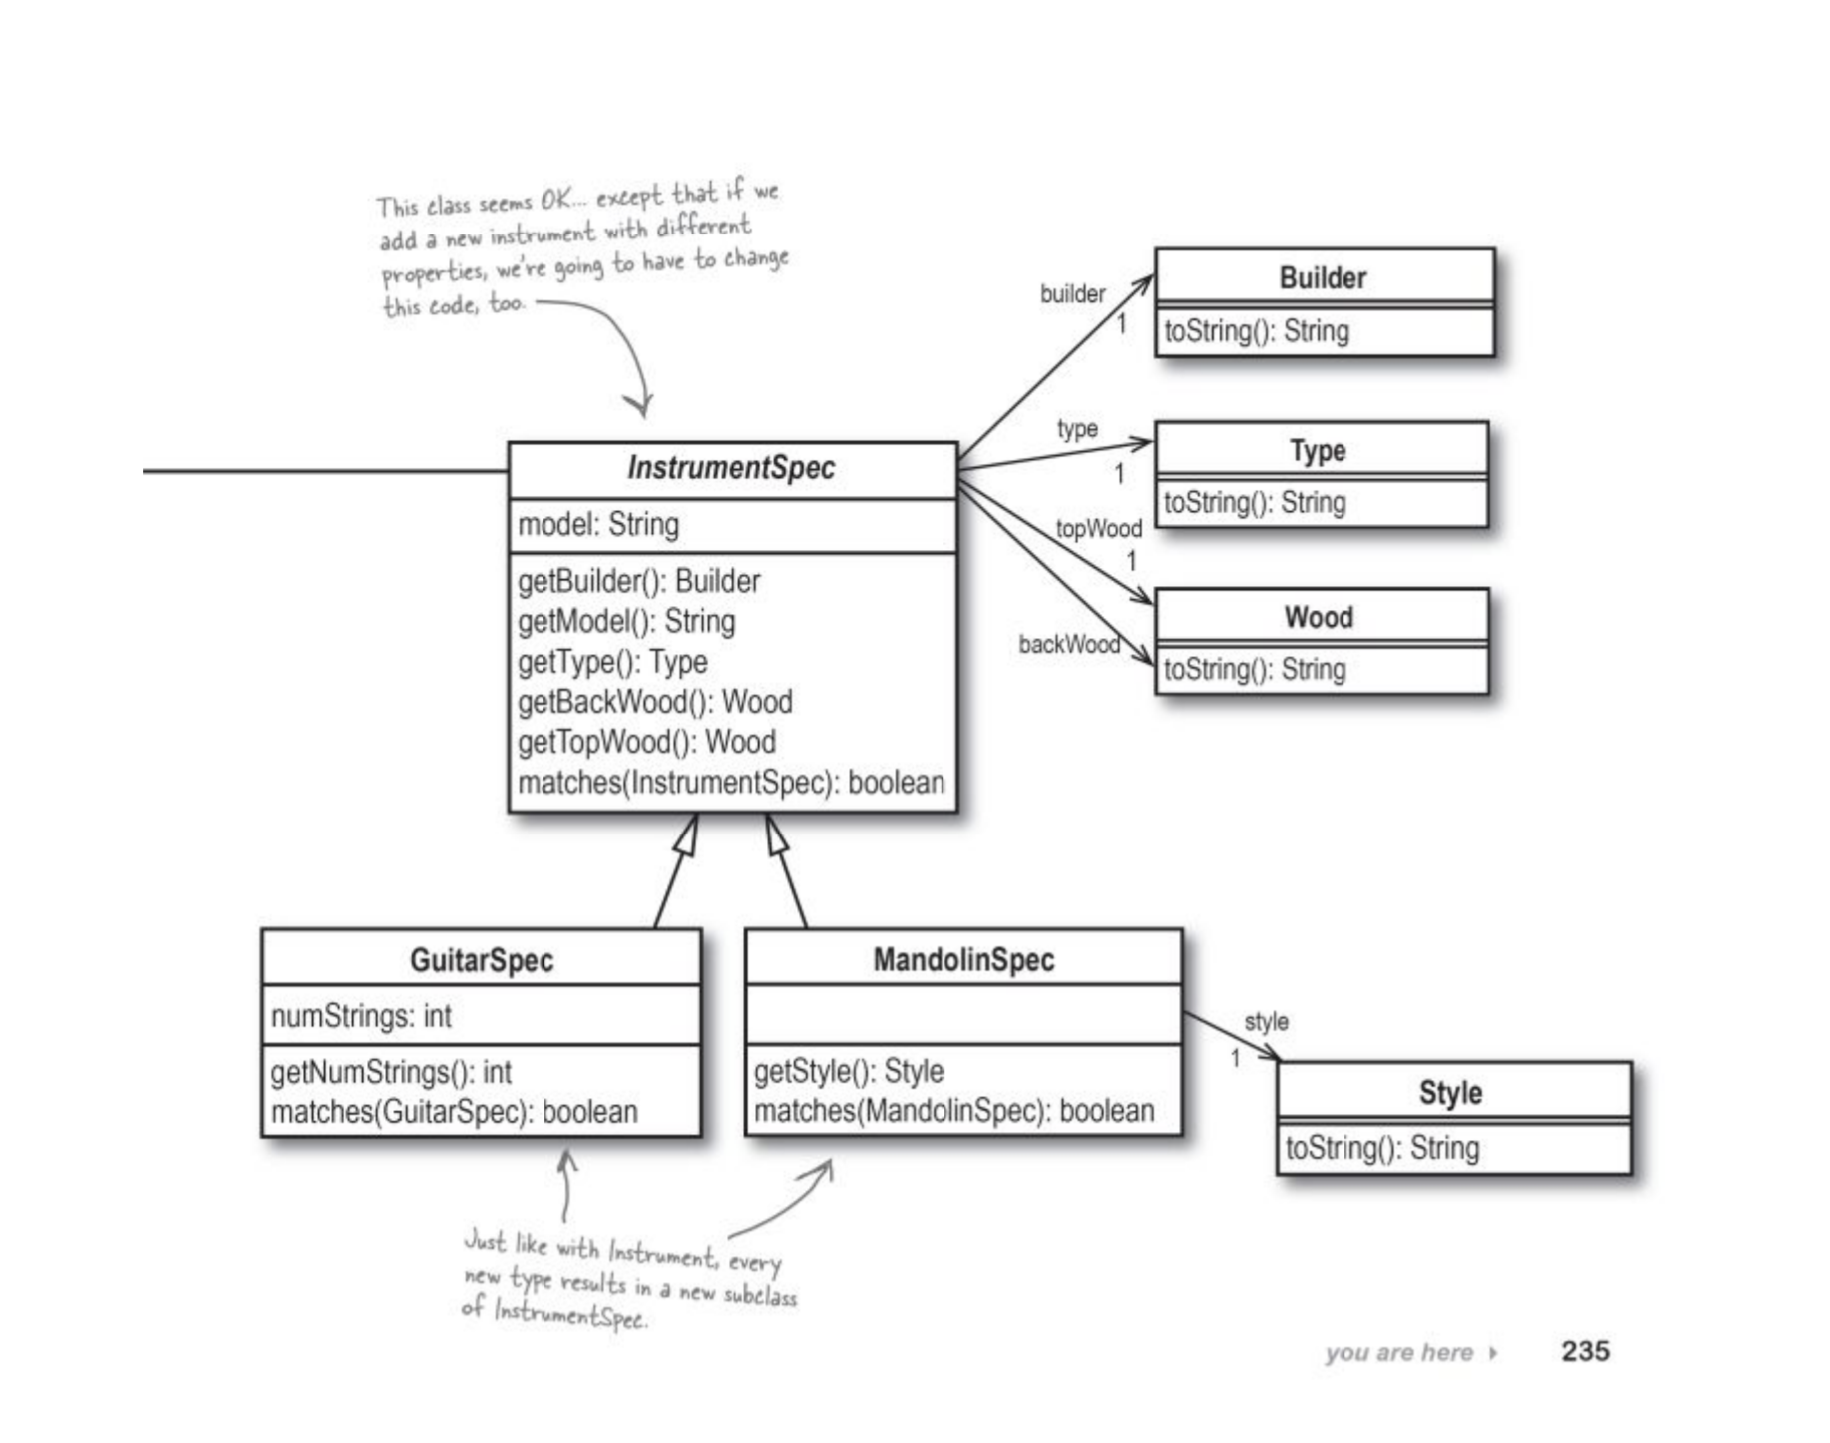 This class seems OK... except that if we
add a new instrument with different
properties, we're going to have to change
this code, too.
builder
1
Builder
toString(): String
type
1
Type
toString(): String
topWood
1
backWood
Wood
toString(): String
InstrumentSpec
model: String
getBuilder(): Builder
getModel(): String
getType(): Type
getBackWood(): Wood
getTopWood(): Wood
matches(InstrumentSpec): boolean
GuitarSpec
numStrings: int
getNumStrings(): int
matches(GuitarSpec): boolean
MandolinSpec
getStyle(): Style
matches(MandolinSpec): boolean
style
1
Style
toString(): String
Just like with Instrument, every
new type results in a new subclass
of InstrumentSpec.
you are here
235